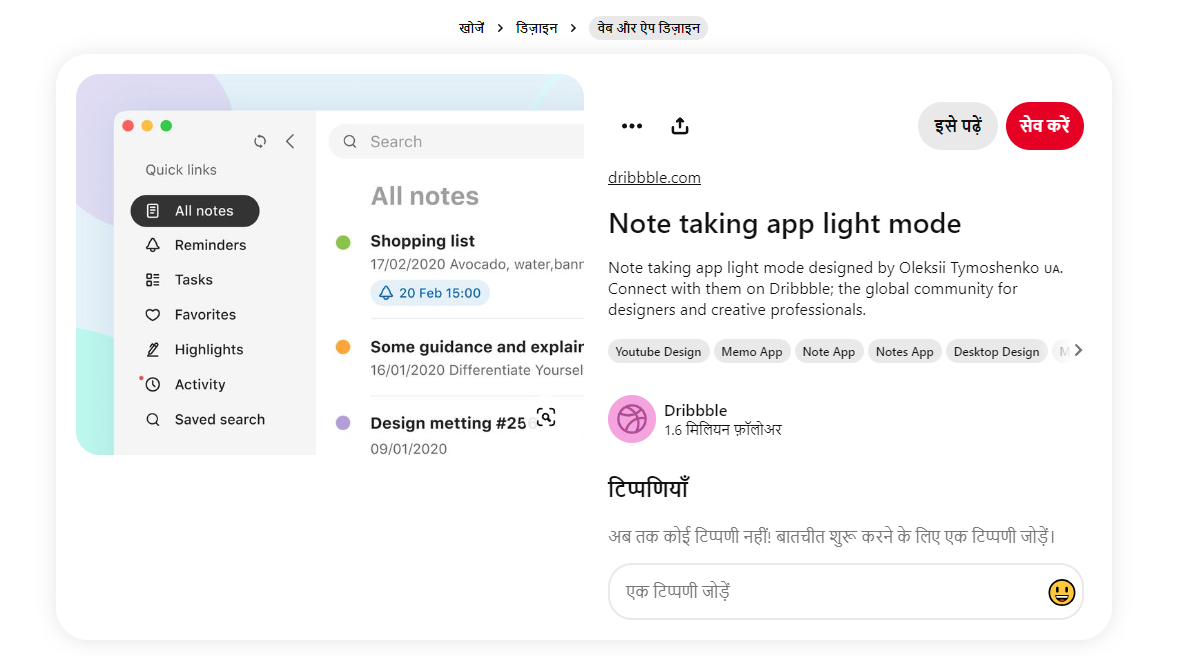 खोजें > डिज़ाइन > वेब और ऐप डिज़ाइन
Quick links
All notes
Reminders
Tasks
Favorites
Highlights
Activity
Saved search
Search
All notes
Shopping list
17/02/2020 Avocado, water,bann
20 Feb 15:00
Some guidance and explain
16/01/2020 Differentiate Yoursel
Design metting #256
09/01/2020
इसे पढ़ें
सेव करें
dribbble.com
Note taking app light mode
Note taking app light mode designed by Oleksii Tymoshenko ᴜᴀ.
Connect with them on Dribbble; the global community for
designers and creative professionals.
Youtube Design Memo App Note App Notes App Desktop Design M
Dribbble
1.6 मिलियन फ़ॉलोअर
टिप्पणियाँ
अब तक कोई टिप्पणी नहीं! बातचीत शुरू करने के लिए एक टिप्पणी जोड़ें।
एक टिप्पणी जोड़ें